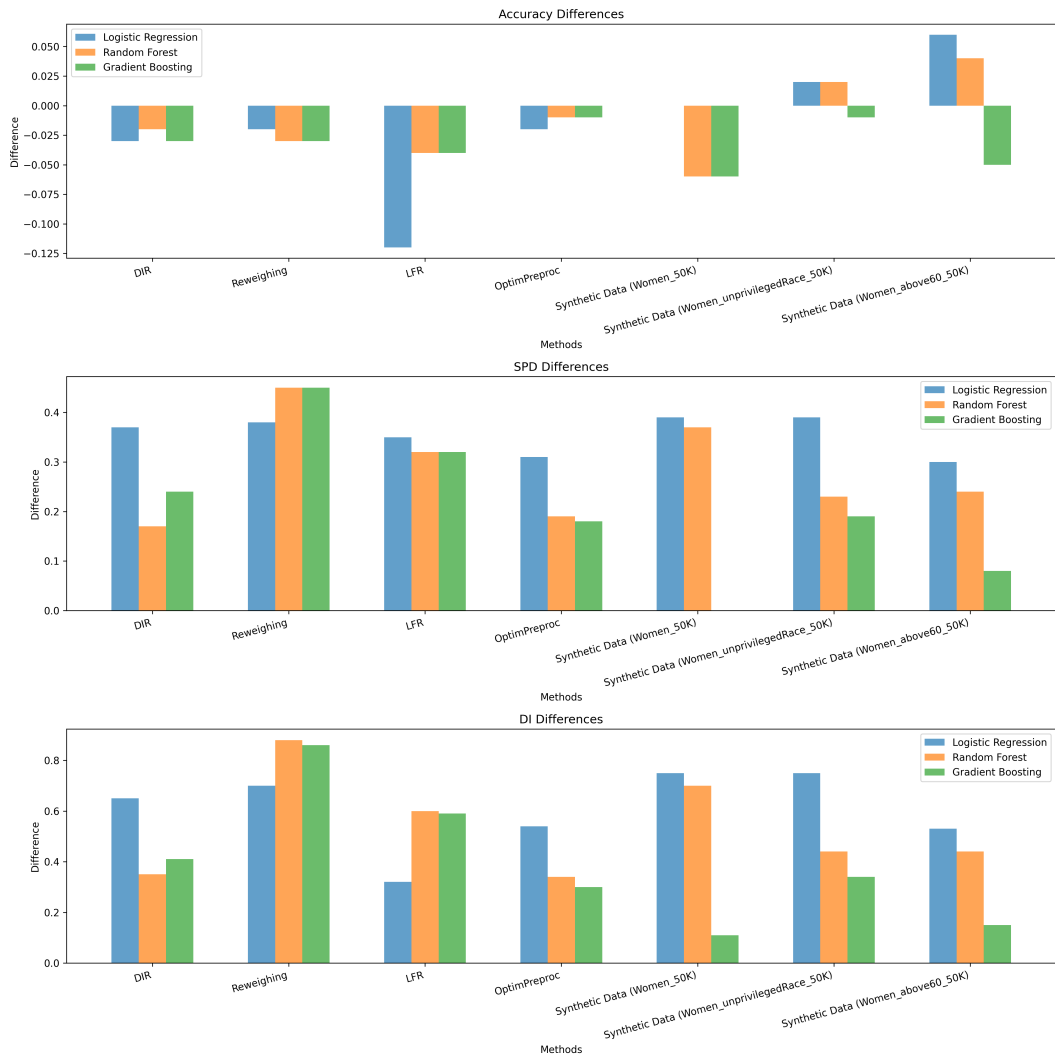 Accuracy Differences
Logistic Regression
Random Forest
Gradient Boosting
Difference
0.050
0.025
0.000
−0.025
−0.050
−0.075
−0.100
−0.125
DIR
Reweighing
LFR
OptimPreproc
Synthetic Data (Women_50K)
Synthetic Data (Women_unprivilegedRace_50K)
Synthetic Data (Women_above60_50K)
Methods
SPD Differences
Logistic Regression
Random Forest
Gradient Boosting
Difference
0.4
0.3
0.2
0.1
0.0
DIR
Reweighing
LFR
OptimPreproc
Synthetic Data (Women_50K)
Synthetic Data (Women_unprivilegedRace_50K)
Synthetic Data (Women_above60_50K)
Methods
DI Differences
Logistic Regression
Random Forest
Gradient Boosting
Difference
0.8
0.6
0.4
0.2
0.0
DIR
Reweighing
LFR
OptimPreproc
Synthetic Data (Women_50K)
Synthetic Data (Women_unprivilegedRace_50K)
Synthetic Data (Women_above60_50K)
Methods